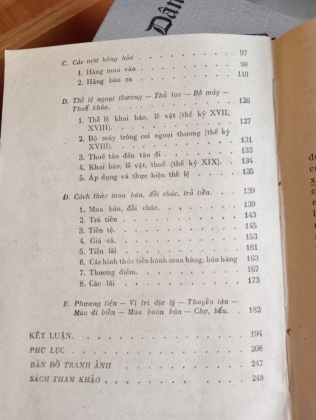 Dân
C. Các mặt hàng hóa . . . . . . . . 97
1. Hàng mua vào . . . . . . . . 98
2. Hàng bán ra . . . . . . . . 110
D. Thể lệ ngoại thương — Thủ tục — Bộ máy —
Thuế khóa. . . . . . . . . 126
1. Thể lệ khai báo, lễ vật (thế kỷ XVII,
XVIII). . . . . . . . . 127
2. Bộ máy trông coi ngoại thương (thế kỷ
XVIII). . . . . . . . . 131
3. Thuế tàu đến tàu đi . . . . . . . 133
4. Khai báo, lễ vật, thuế (thế kỷ XIX). . . . 134
5. Áp dụng và thực hiện thể lệ . . . . . 135
Đ. Cách thức mua bán, đổi chác, trả tiền. . . . 139
1. Mua bán, đổi chác. . . . . . . . 139
2. Trả tiền . . . . . . . . 143
3. Tiền tệ. . . . . . . . . 145
4. Giá cả. . . . . . . . . 153
5. Tiền lãi . . . . . . . . 161
6. Các hình thức tiến hành mua hàng, bán hàng 163
7. Thương điếm. . . . . . . . . 167
8. Các lái . . . . . . . . 173
E. Phương tiện — Vị trí địa lý — Thuyền tàu —
Mùa đi biển — Mùa buôn bán — Chợ, bến. . . 182
KẾT LUẬN. . . . . . . . . 194
PHỤ LỤC . . . . . . . . 208
BẢN ĐỒ TRANH ẢNH . . . . . . . . 247
SÁCH THAM KHẢO . . . . . . . . 249